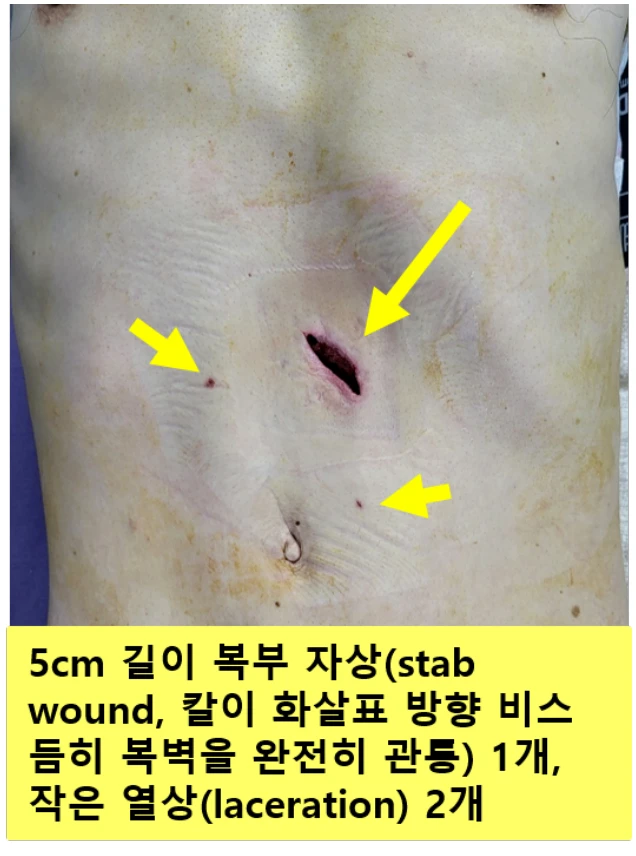 5cm 길이 복부 자상(stab
wound, 칼이 화살표 방향 비스
듬히 복벽을 완전히 관통) 1개,
작은 열상(laceration) 2개